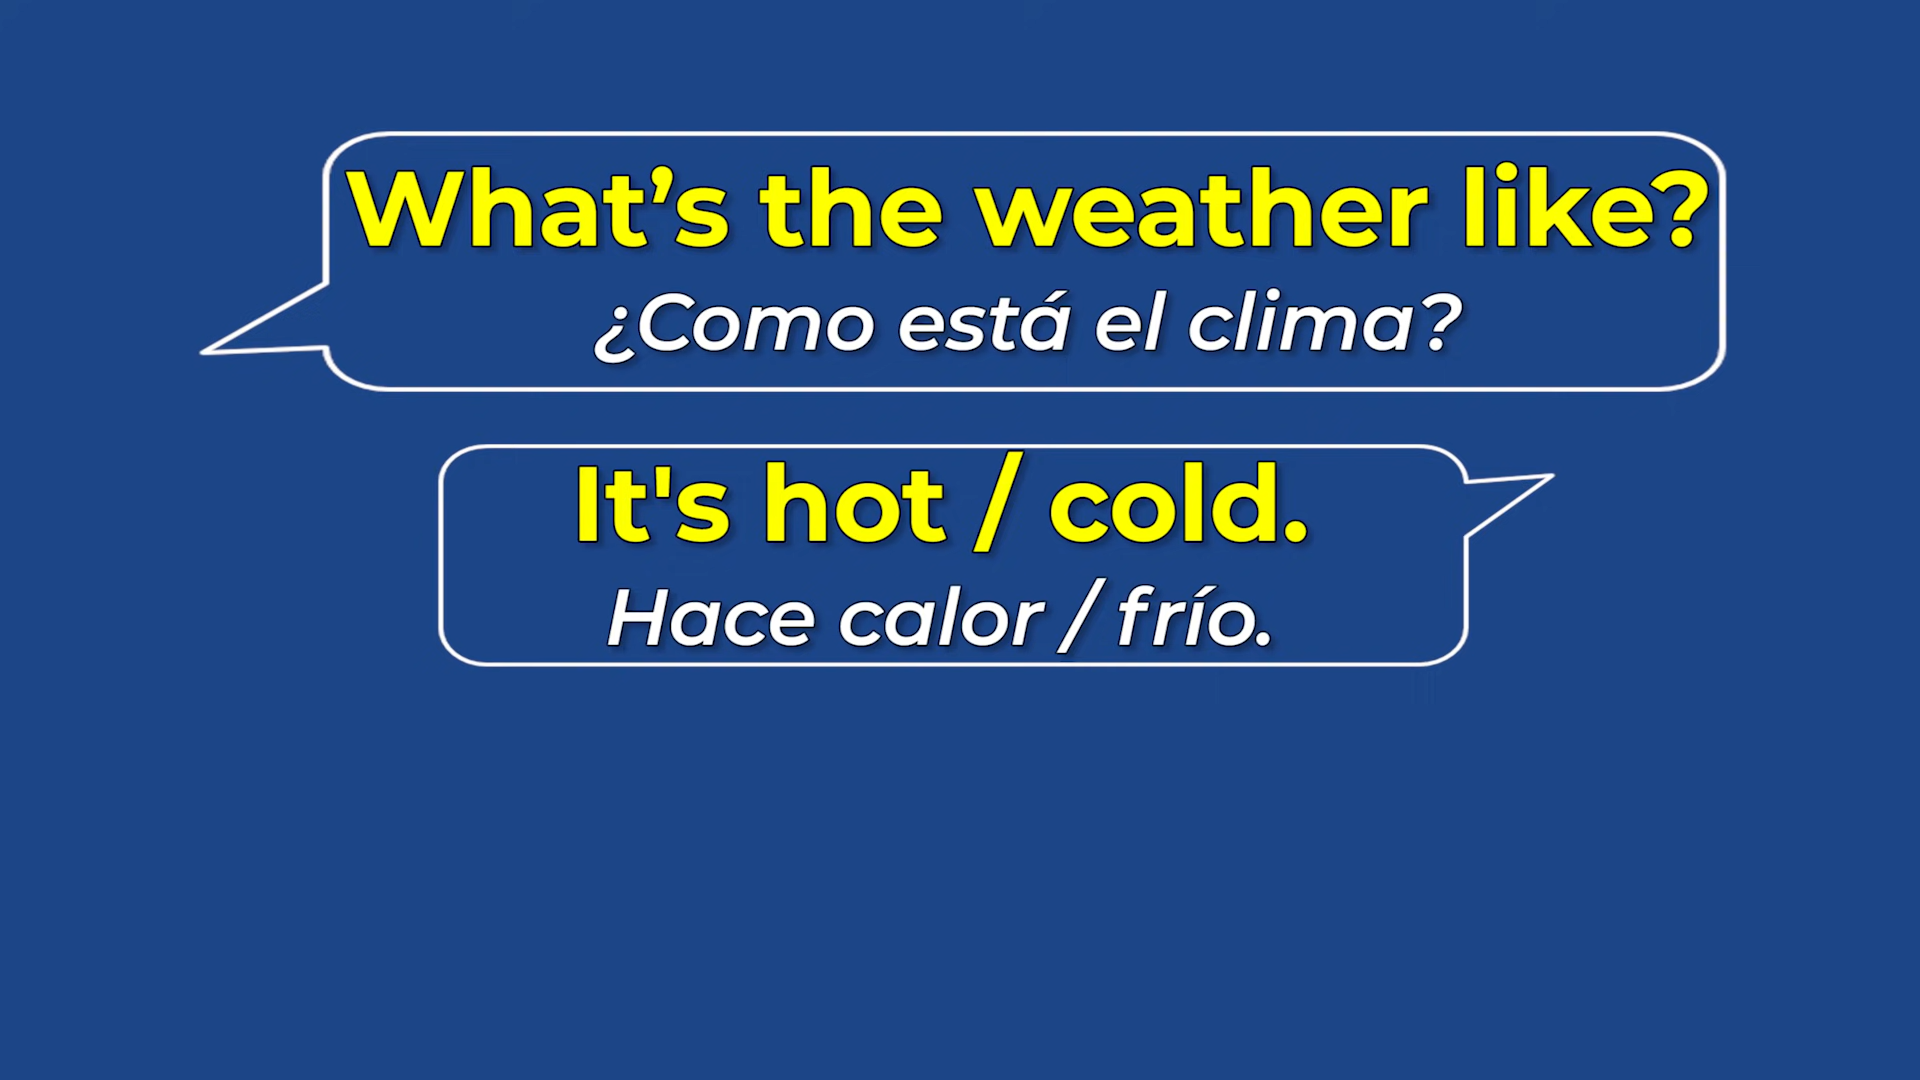 What’s the weather like?
¿Como está el clima?
It's hot / cold.
Hace calor / frío.